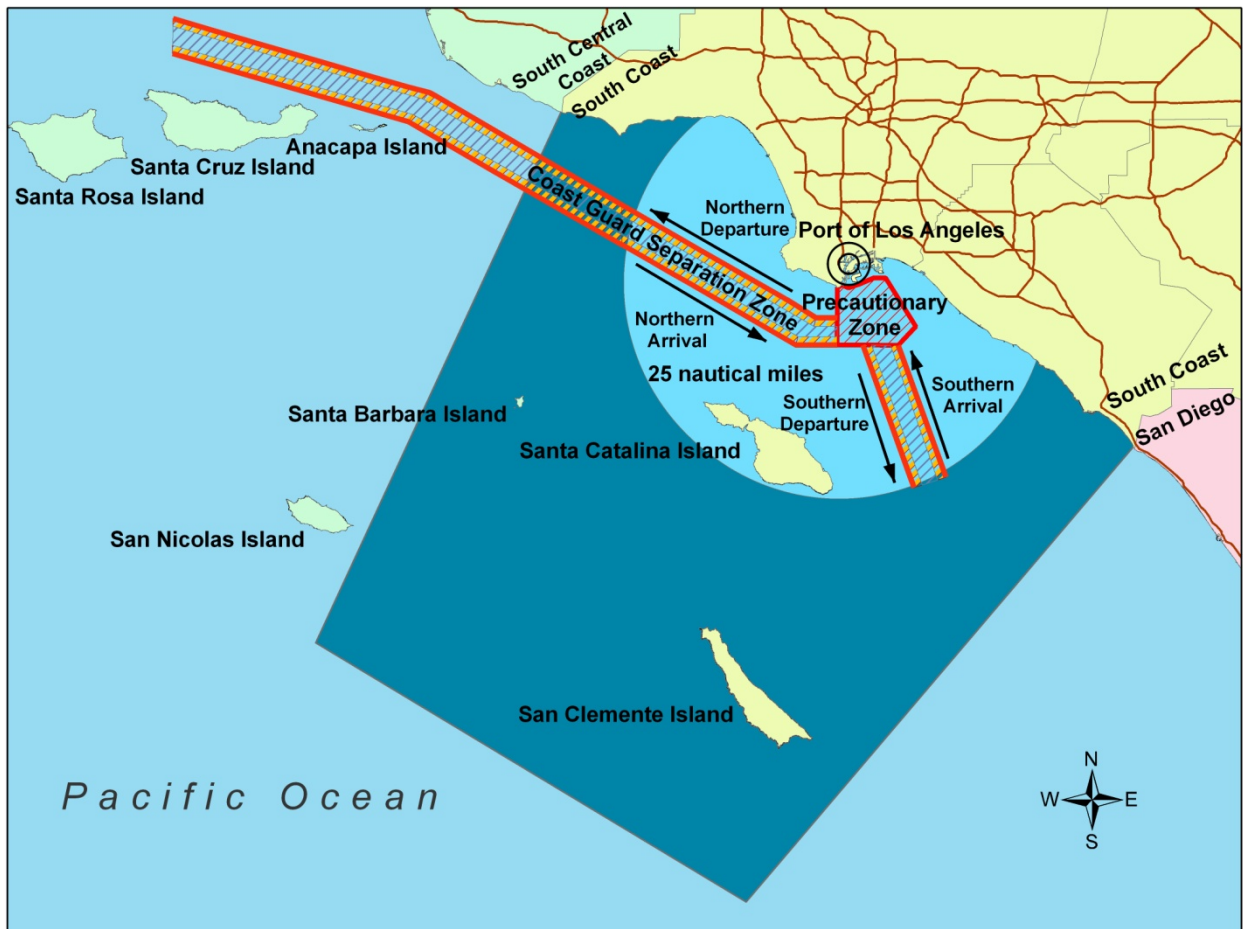 South Central
Coast
South Coast
Anacapa Island
Santa Cruz Island
Santa Rosa Island
Coast Guard Separation Zone
Northern
Departure
Port of Los Angeles
Precautionary
Zone
Northern
Arrival
25 nautical miles
Southern
Departure
Southern
Arrival
South Coast
San Diego
Santa Barbara Island
Santa Catalina Island
San Nicolas Island
San Clemente Island
Pacific Ocean
N
W
E
S